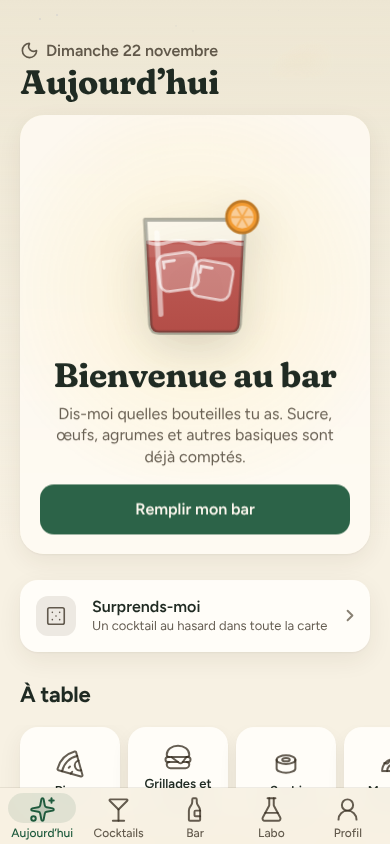 Dimanche 22 novembre
Aujourd’hui
Bienvenue au bar
Dis-moi quelles bouteilles tu as. Sucre,
œufs, agrumes et autres basiques sont
déjà comptés.
Remplir mon bar
Surprends-moi
Un cocktail au hasard dans toute la carte
À table
Grillades et
Aujourd’hui
Cocktails
Bar
Labo
Profil